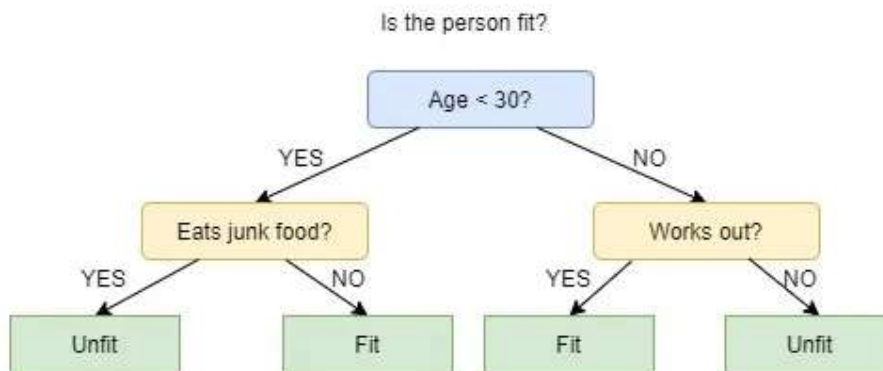 Is the person fit?
Age < 30?
YES
NO
Eats junk food?
Works out?
YES
NO
YES
NO
Unfit
Fit
Fit
Unfit